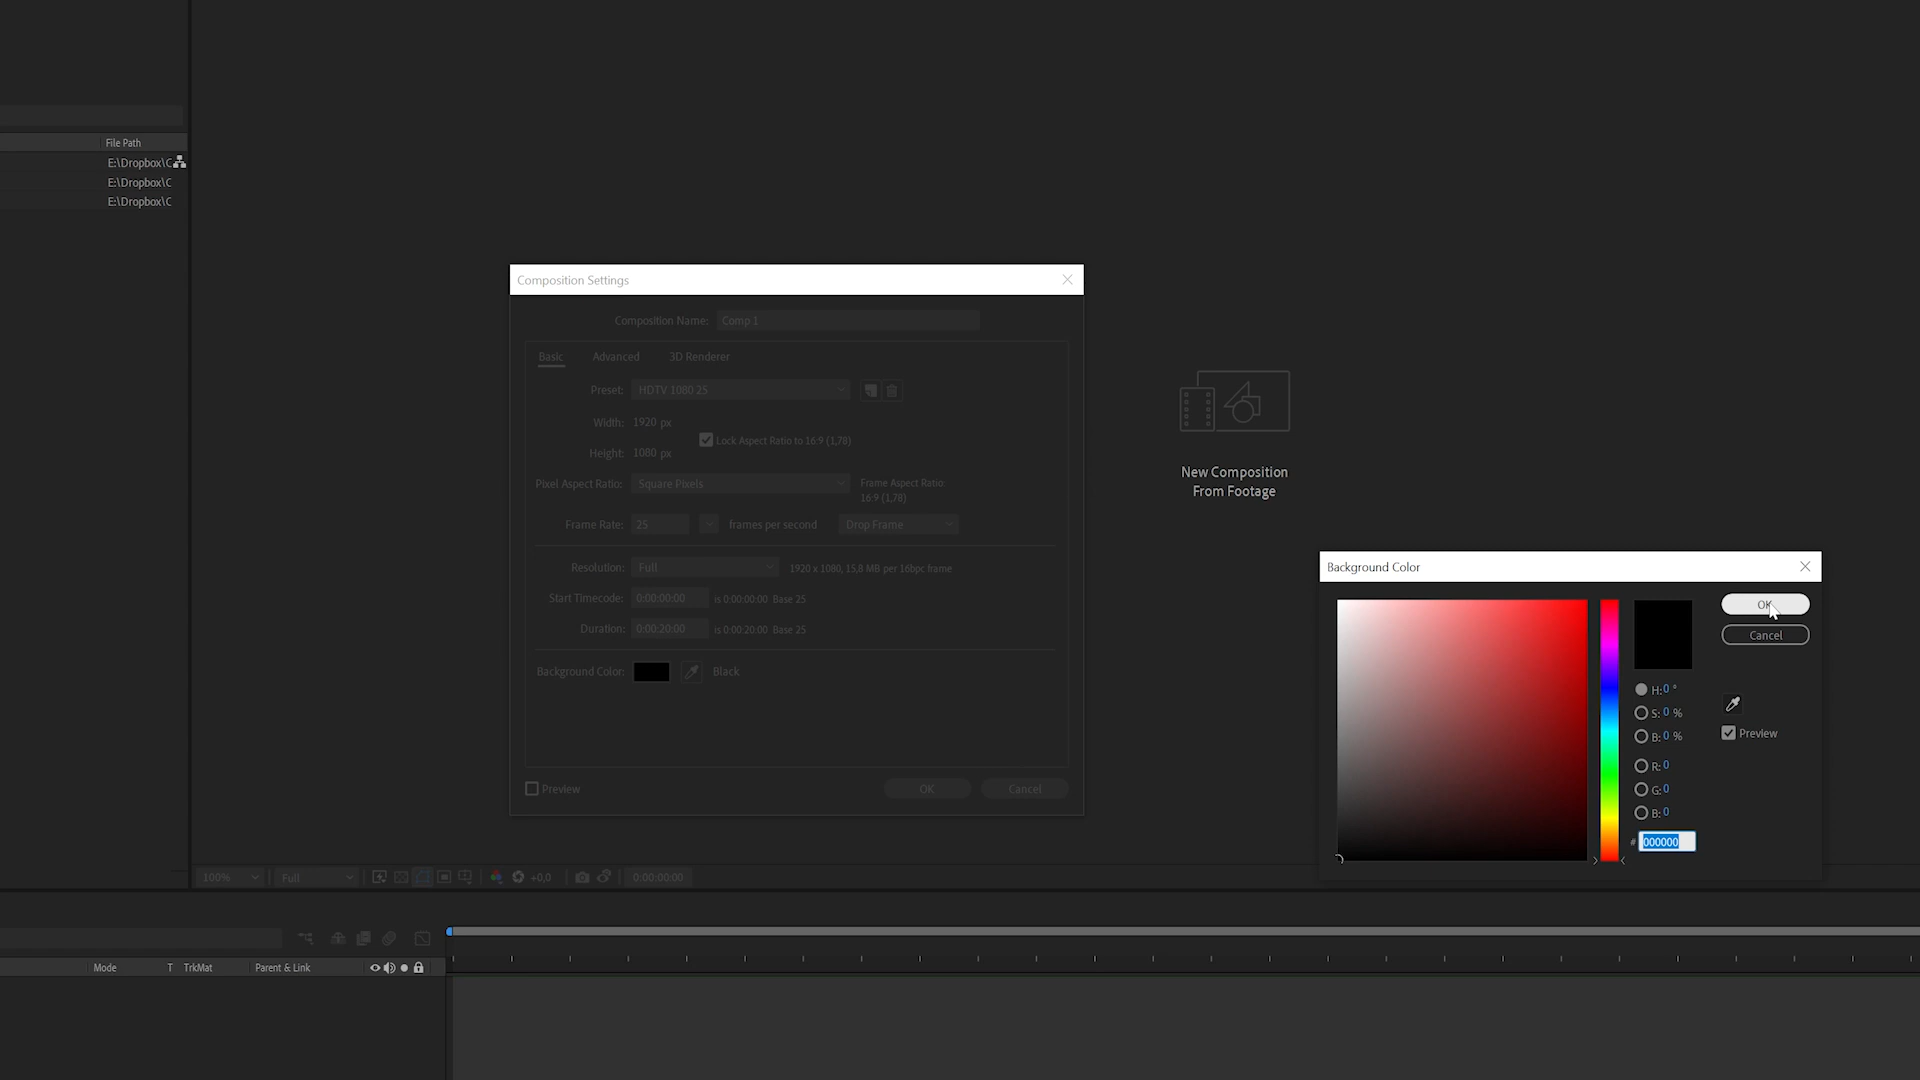 File Path
E:\Dropbox\C
E:\Dropbox\C
E:\Dropbox\C
Composition Settings
Composition Name: Comp 1
Basic Advanced 3D Renderer
Preset: HDTV 1080 25
Width: 1920 px
Lock Aspect Ratio to 16:9 (1,78)
Height: 1080 px
Pixel Aspect Ratio: Square Pixels Frame Aspect Ratio:
16:9 (1,78)
Frame Rate: 25 frames per second Drop Frame
Resolution: Full 1920 x 1080, 15,8 MB per 16bpc frame
Start Timecode: 0:00:00:00 is 0:00:00:00 Base 25
Duration: 0:00:20:00 is 0:00:20:00 Base 25
Background Color: Black
Preview OK Cancel
New Composition
From Footage
Background Color
OK
Cancel
H: 0 °
S: 0 %
B: 0 %
Preview
R: 0
G: 0
B: 0
# 000000
100% Full +0,0 0:00:00:00
Mode T TrkMat Parent & Link